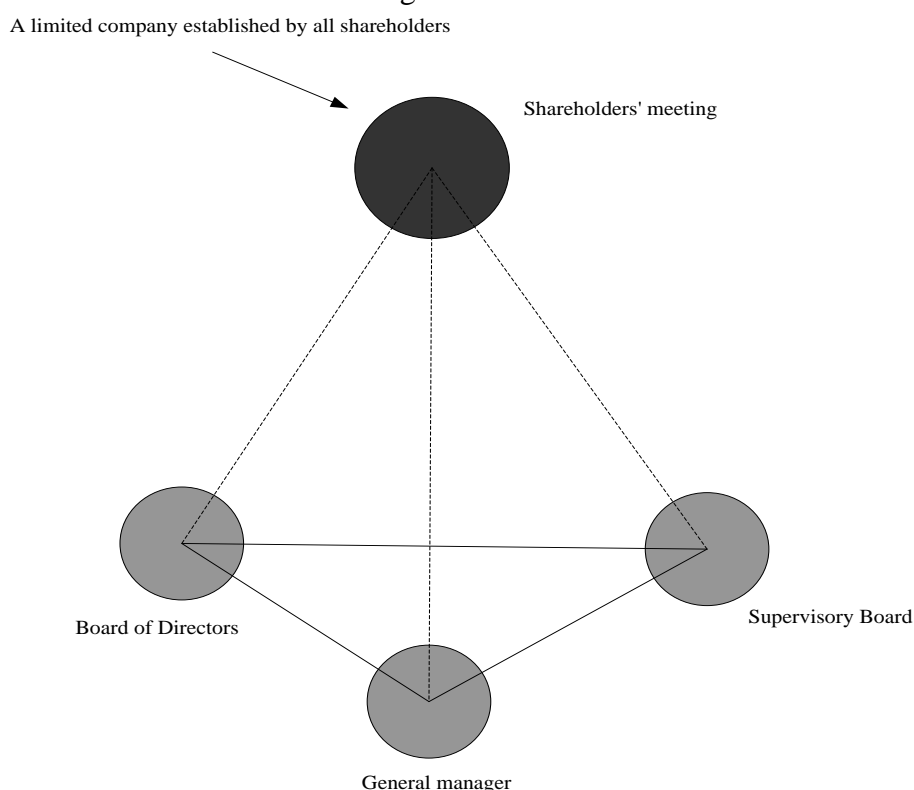 A limited company established by all shareholders
Shareholders' meeting
Board of Directors
Supervisory Board
General manager